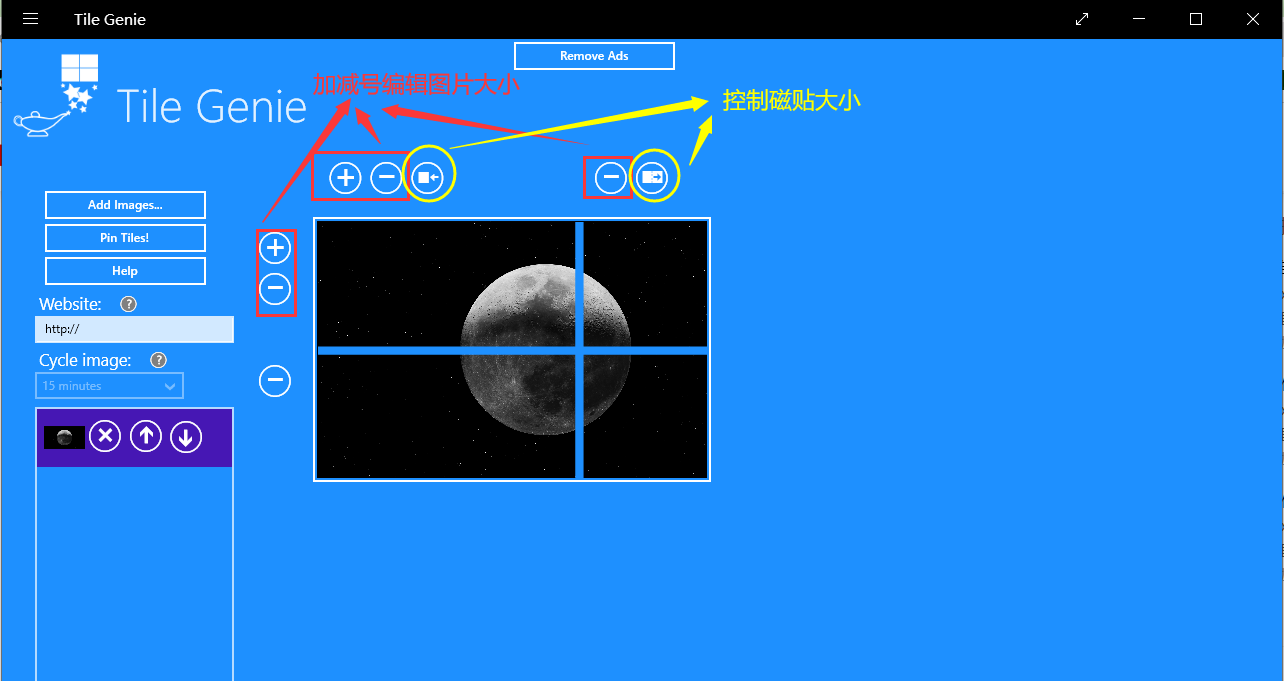 Tile Genie
Remove Ads
加减号编辑图片大小
控制磁贴大小
Tile Genie
Add Images...
Pin Tiles!
Help
Website: ?
http://
Cycle image: ?
15 minutes